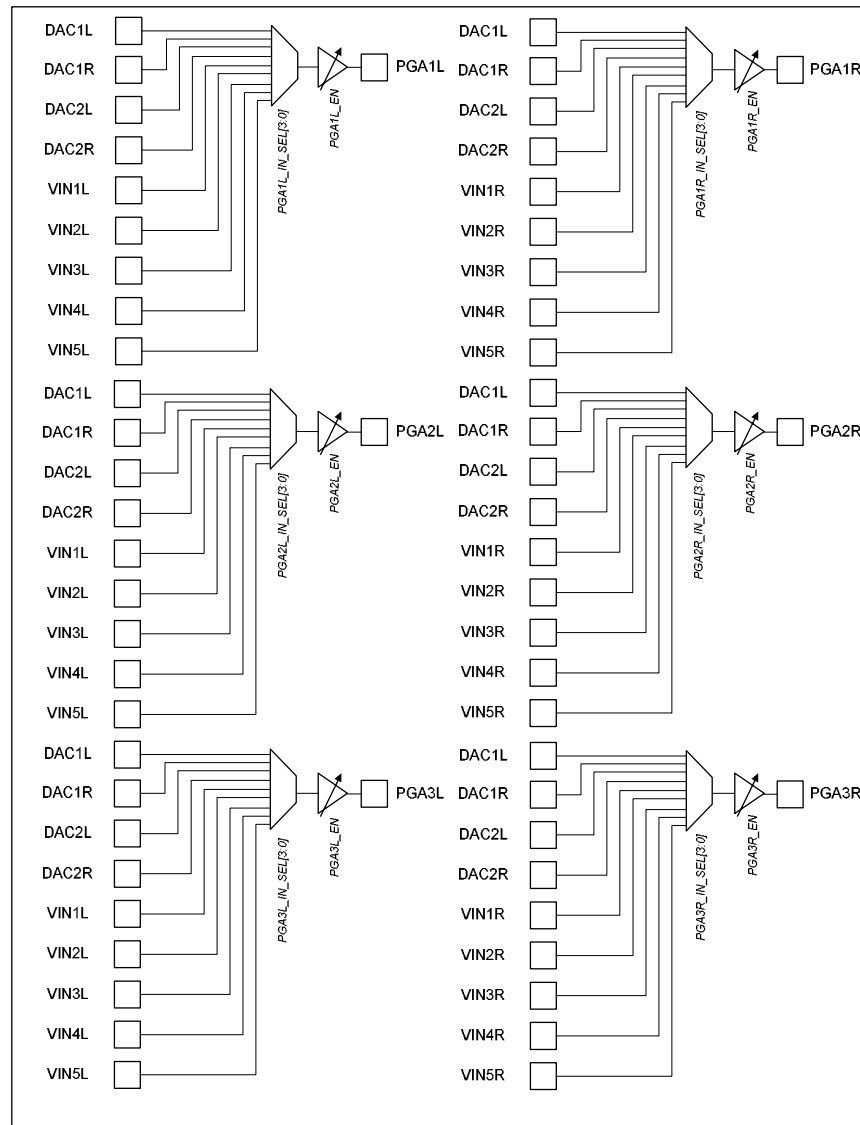 DAC1L
DAC1R
DAC2L
DAC2R
VIN1L
VIN2L
VIN3L
VIN4L
VIN5L
PGA1L_IN_SEL[3:0]
PGA1L_EN
PGA1L
DAC1L
DAC1R
DAC2L
DAC2R
VIN1R
VIN2R
VIN3R
VIN4R
VIN5R
PGA1R_IN_SEL[3:0]
PGA1R_EN
PGA1R
DAC1L
DAC1R
DAC2L
DAC2R
VIN1L
VIN2L
VIN3L
VIN4L
VIN5L
PGA2L_IN_SEL[3:0]
PGA2L_EN
PGA2L
DAC1L
DAC1R
DAC2L
DAC2R
VIN1R
VIN2R
VIN3R
VIN4R
VIN5R
PGA2R_IN_SEL[3:0]
PGA2R_EN
PGA2R
DAC1L
DAC1R
DAC2L
DAC2R
VIN1L
VIN2L
VIN3L
VIN4L
VIN5L
PGA3L_IN_SEL[3:0]
PGA3L_EN
PGA3L
DAC1L
DAC1R
DAC2L
DAC2R
VIN1R
VIN2R
VIN3R
VIN4R
VIN5R
PGA3R_IN_SEL[3:0]
PGA3R_EN
PGA3R